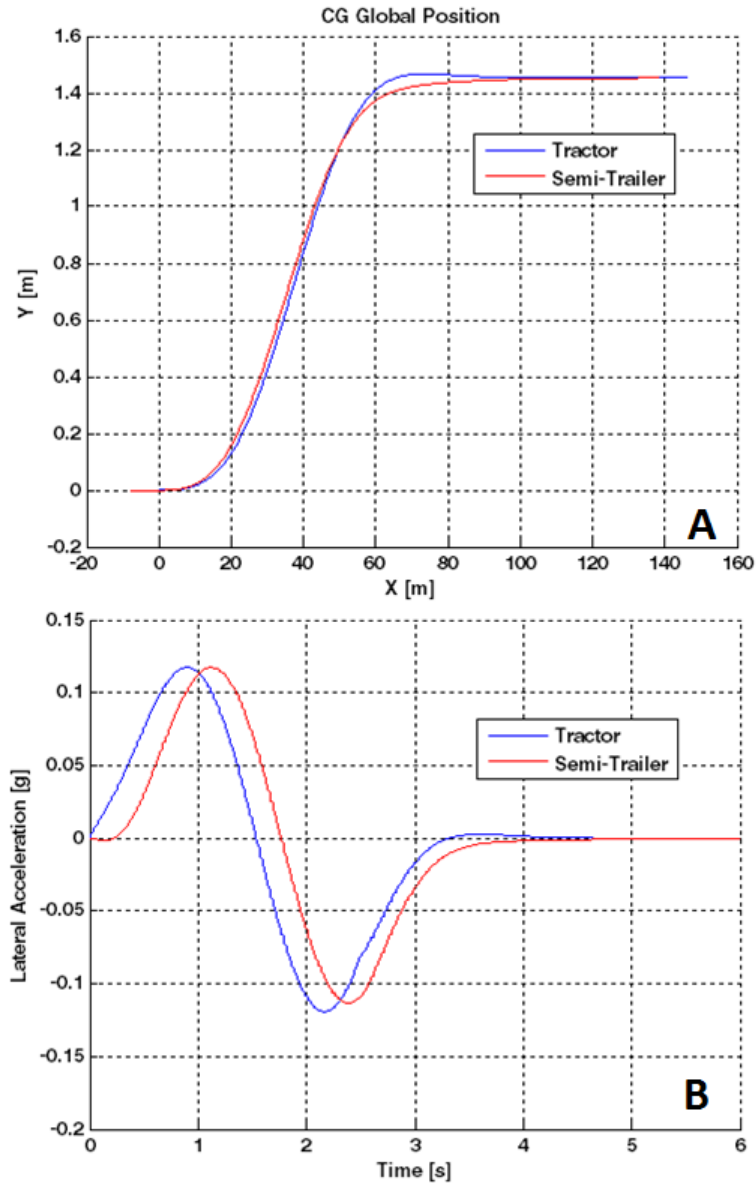 CG Global Position
1.6
1.4
1.2
1
0.8
0.6
0.4
0.2
0
-0.2
Y [m]
Tractor
Semi-Trailer
A
-20 0 20 40 60 80 100 120 140 160
X [m]
0.15
0.1
0.05
0
-0.05
-0.1
-0.15
-0.2
Lateral Acceleration [g]
Tractor
Semi-Trailer
B
0 1 2 3 4 5 6
Time [s]